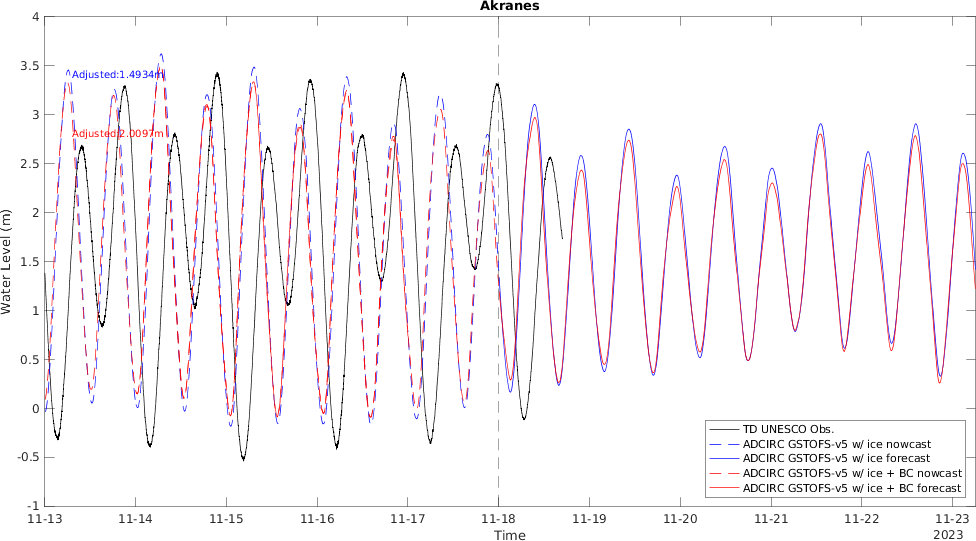 Akranes
Water Level (m)
4
3.5
3
2.5
2
1.5
1
0.5
0
-0.5
-1
Adjusted:1.4934m
Adjusted:2.0097m
TD UNESCO Obs.
ADCIRC GSTOFS-v5 w/ ice nowcast
ADCIRC GSTOFS-v5 w/ ice forecast
ADCIRC GSTOFS-v5 w/ ice + BC nowcast
ADCIRC GSTOFS-v5 w/ ice + BC forecast
11-13 11-14 11-15 11-16 11-17 11-18 11-19 11-20 11-21 11-22 11-23
Time
2023